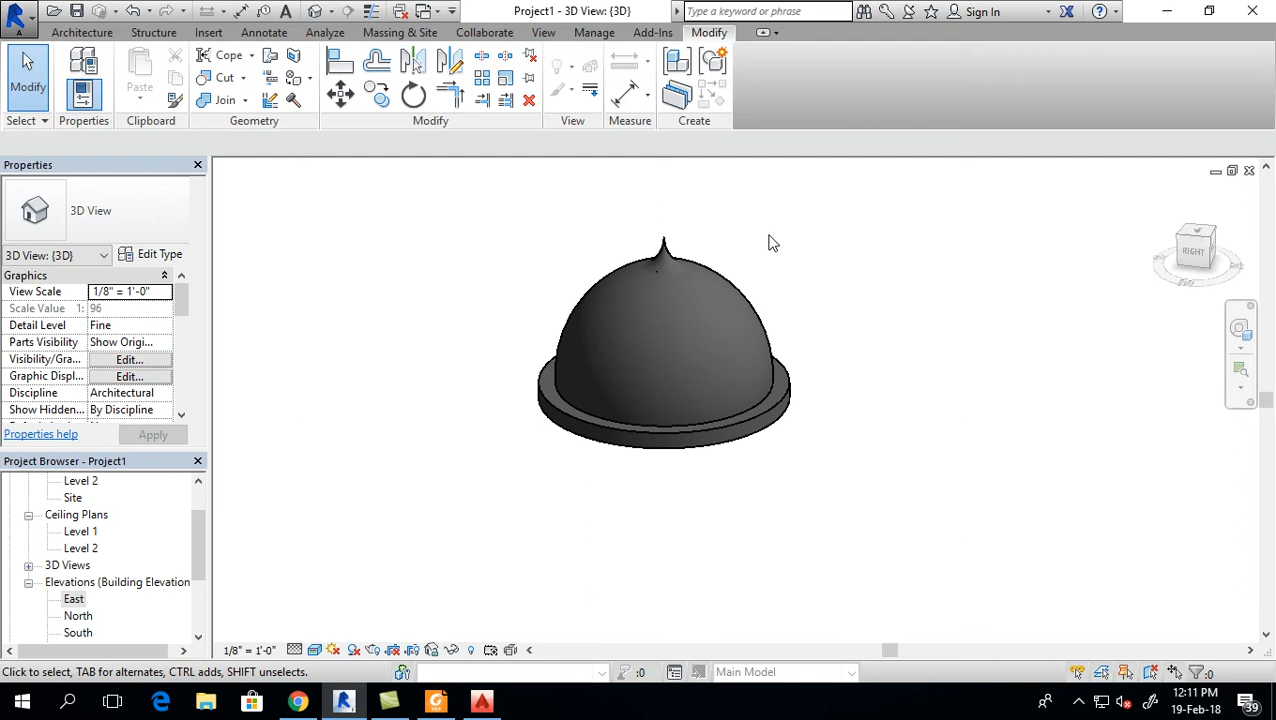 Project1 - 3D View: {3D}
Type a keyword or phrase
Sign In
Architecture Structure Insert Annotate Analyze Massing & Site Collaborate View Manage Add-Ins Modify
Modify
Paste
Cope
Cut
Join
Select Properties Clipboard Geometry Modify View Measure Create
Properties
3D View
3D View: {3D} Edit Type
Graphics
View Scale 1/8" = 1'-0"
Scale Value 1: 96
Detail Level Fine
Parts Visibility Show Origi...
Visibility/Gra... Edit...
Graphic Displ... Edit...
Discipline Architectural
Show Hidden... By Discipline
Properties help Apply
Project Browser - Project1
Level 2
Site
Ceiling Plans
Level 1
Level 2
3D Views
Elevations (Building Elevation
East
North
South
RIGHT
1/8" = 1'-0"
Click to select, TAB for alternates, CTRL adds, SHIFT unselects.
:0
Main Model
:0
12:11 PM
19-Feb-18
39